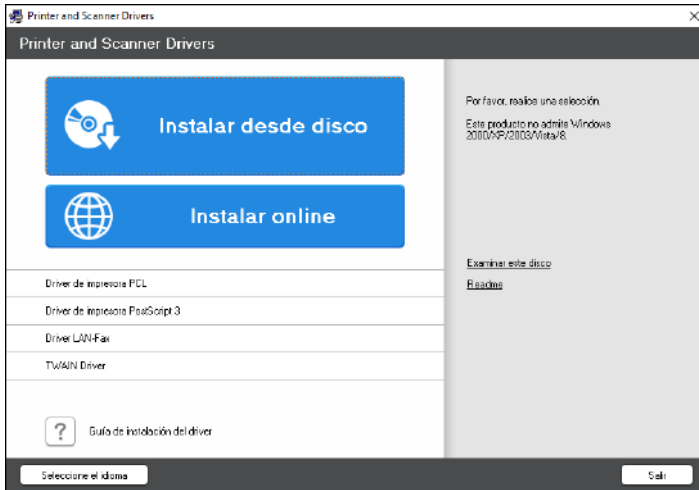 Printer and Scanner Drivers
Printer and Scanner Drivers
Instalar desde disco
Instalar online
Driver de impresora PCL
Driver de impresora PostScript 3
Driver LAN-Fax
TWAIN Driver
? Guía de instalación del driver
Por favor, realice una selección.
Este producto no admite Windows
2000/XP/2003/Vista/8.
Examinar este disco
Readme
Seleccione el idioma
Salir